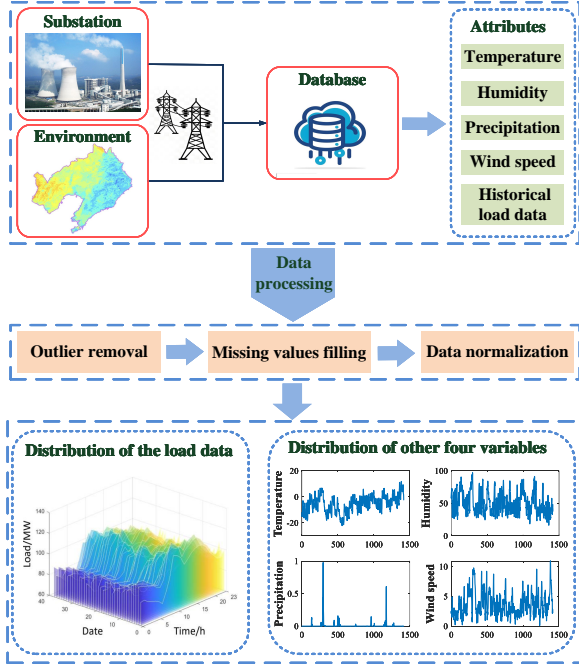 Substation
Environment
Database
Attributes
Temperature
Humidity
Precipitation
Wind speed
Historical
load data
Data
processing
Outlier removal
Missing values filling
Data normalization
Distribution of the load data
Load/MW
140
120
100
80
60
40
30
20
10
0
Date
0
5
10
15
20
23
Time/h
Distribution of other four variables
Temperature
20
0
-20
0
500
1000
Humidity
100
50
0
0
500
1000
1500
Precipitation
1
0.5
0
0
500
1000
1500
Wind speed
10
5
0
0
500
1000
1500